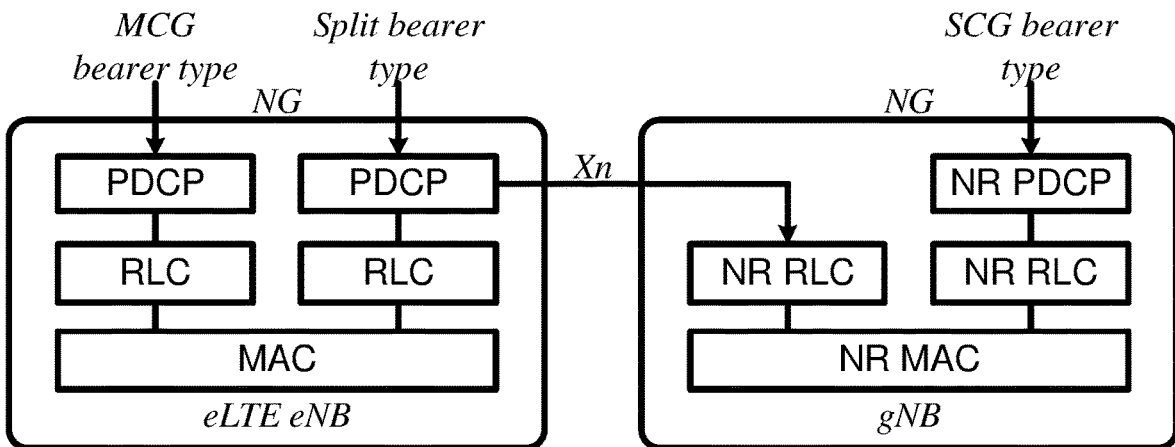 MCG
bearer type
Split bearer
type
SCG bearer
type
NG
NG
PDCP
PDCP
Xn
NR PDCP
RLC
RLC
NR RLC
NR RLC
MAC
NR MAC
eLTE eNB
gNB